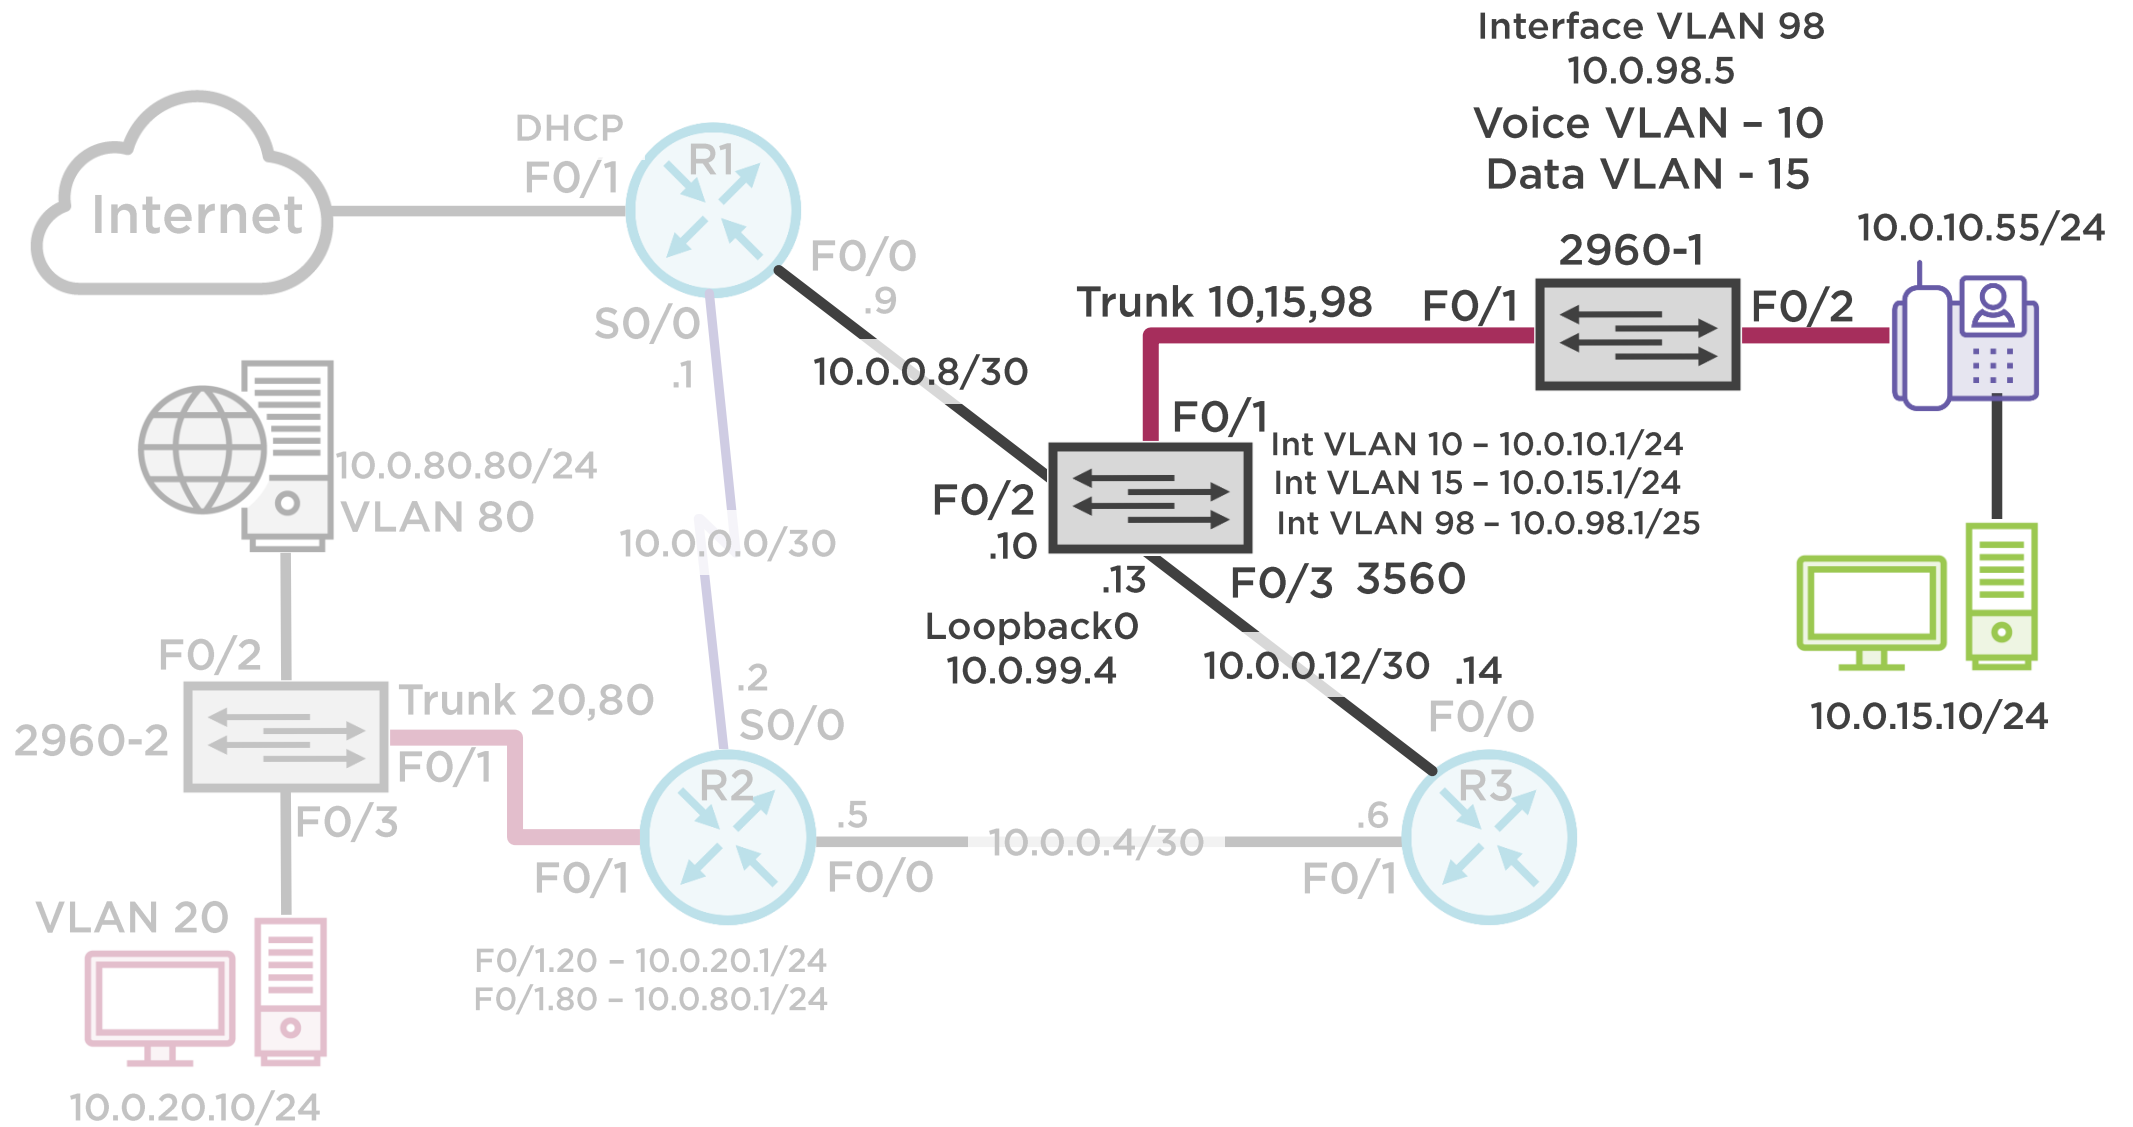 Interface VLAN 98
10.0.98.5
Voice VLAN – 10
Data VLAN - 15
DHCP
F0/1
R1
Internet
F0/0
.9
S0/0
.1
10.0.0.8/30
2960-1
10.0.10.55/24
Trunk 10,15,98
F0/1
F0/2
F0/1
Int VLAN 10 – 10.0.10.1/24
Int VLAN 15 – 10.0.15.1/24
Int VLAN 98 – 10.0.98.1/25
F0/2
.10
.13
F0/3
3560
Loopback0
10.0.99.4
10.0.0.12/30
.14
F0/0
10.0.15.10/24
10.0.80.80/24
VLAN 80
10.0.0.0/30
F0/2
Trunk 20,80
2960-2
F0/1
F0/3
.2
S0/0
R2
.5
F0/0
F0/1
10.0.0.4/30
.6
F0/1
R3
VLAN 20
F0/1.20 – 10.0.20.1/24
F0/1.80 – 10.0.80.1/24
10.0.20.10/24